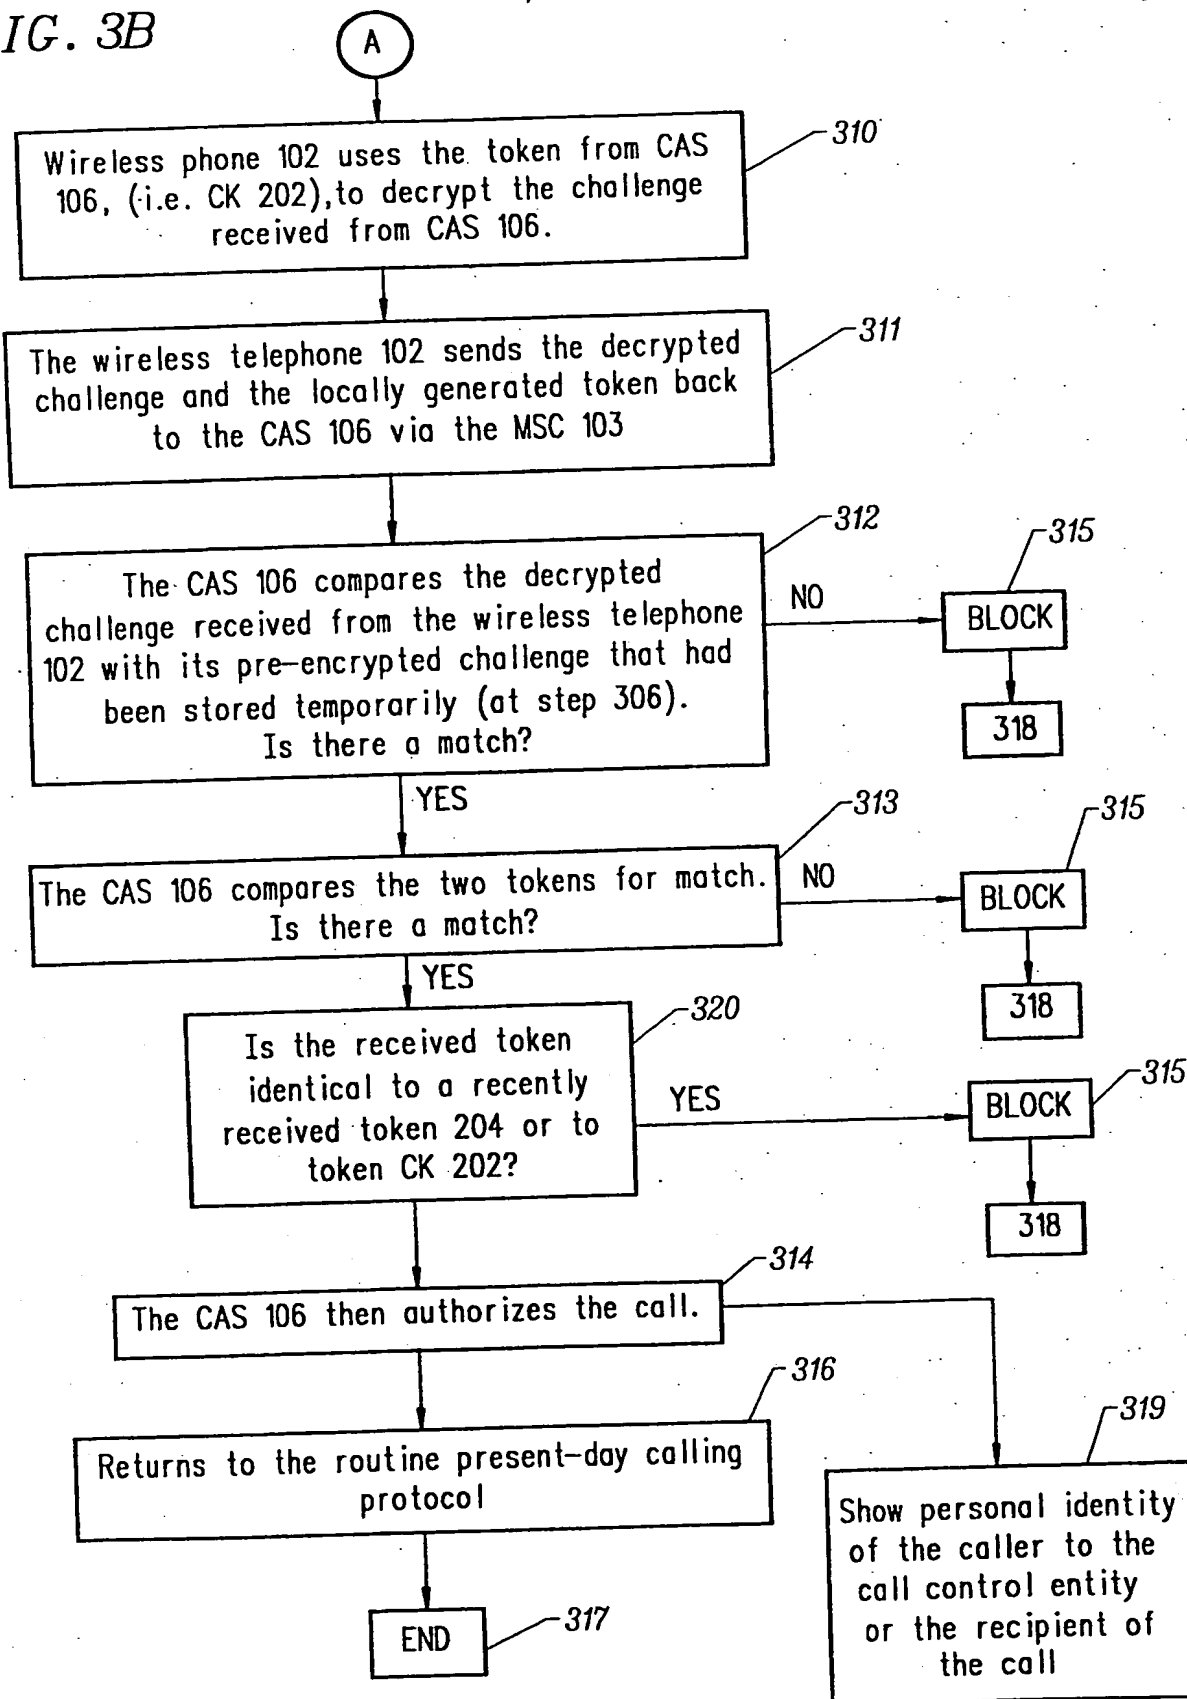 IG. 3B
A
310
Wireless phone 102 uses the token from CAS
106, (i.e. CK 202), to decrypt the challenge
received from CAS 106.
311
The wireless telephone 102 sends the decrypted
challenge and the locally generated token back
to the CAS 106 via the MSC 103
312
The CAS 106 compares the decrypted
challenge received from the wireless telephone
102 with its pre-encrypted challenge that had
been stored temporarily (at step 306).
Is there a match?
NO
315
BLOCK
318
YES
313
The CAS 106 compares the two tokens for match.
Is there a match?
NO
315
BLOCK
318
YES
320
Is the received token
identical to a recently
received token 204 or to
token CK 202?
YES
315
BLOCK
318
314
The CAS 106 then authorizes the call.
316
Returns to the routine present-day calling
protocol
319
Show personal identity
of the caller to the
call control entity
or the recipient of
the call
END
317